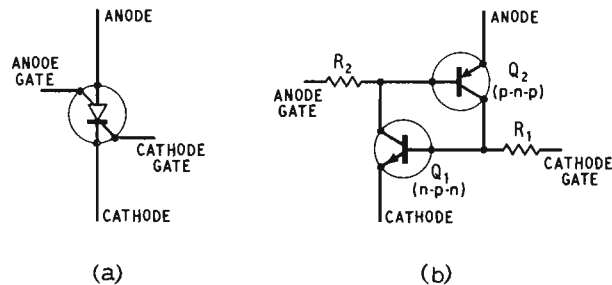 ANODE
ANODE
GATE
CATHODE
GATE
CATHODE
(a)
ANODE
R2
Q2
(p-n-p)
ANODE
GATE
R1
CATHODE
GATE
Q1
(n-p-n)
CATHODE
(b)